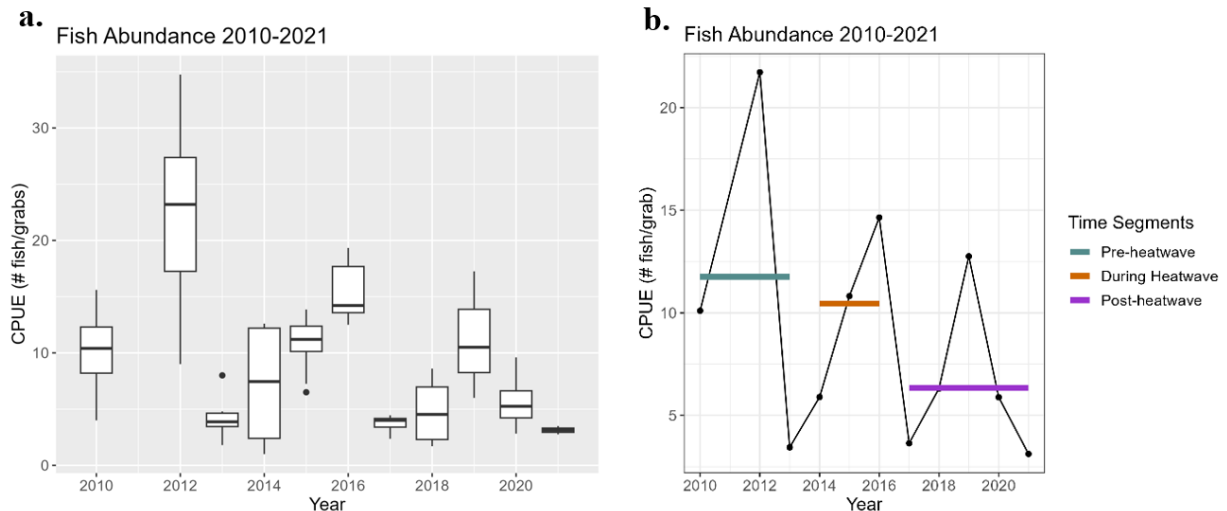 a.
Fish Abundance 2010-2021
CPUE (# fish/grabs)
30
20
10
0
2010
2012
2014
2016
2018
2020
Year
b.
Fish Abundance 2010-2021
CPUE (# fish/grab)
20
15
10
5
2010
2012
2014
2016
2018
2020
Year
Time Segments
Pre-heatwave
During Heatwave
Post-heatwave